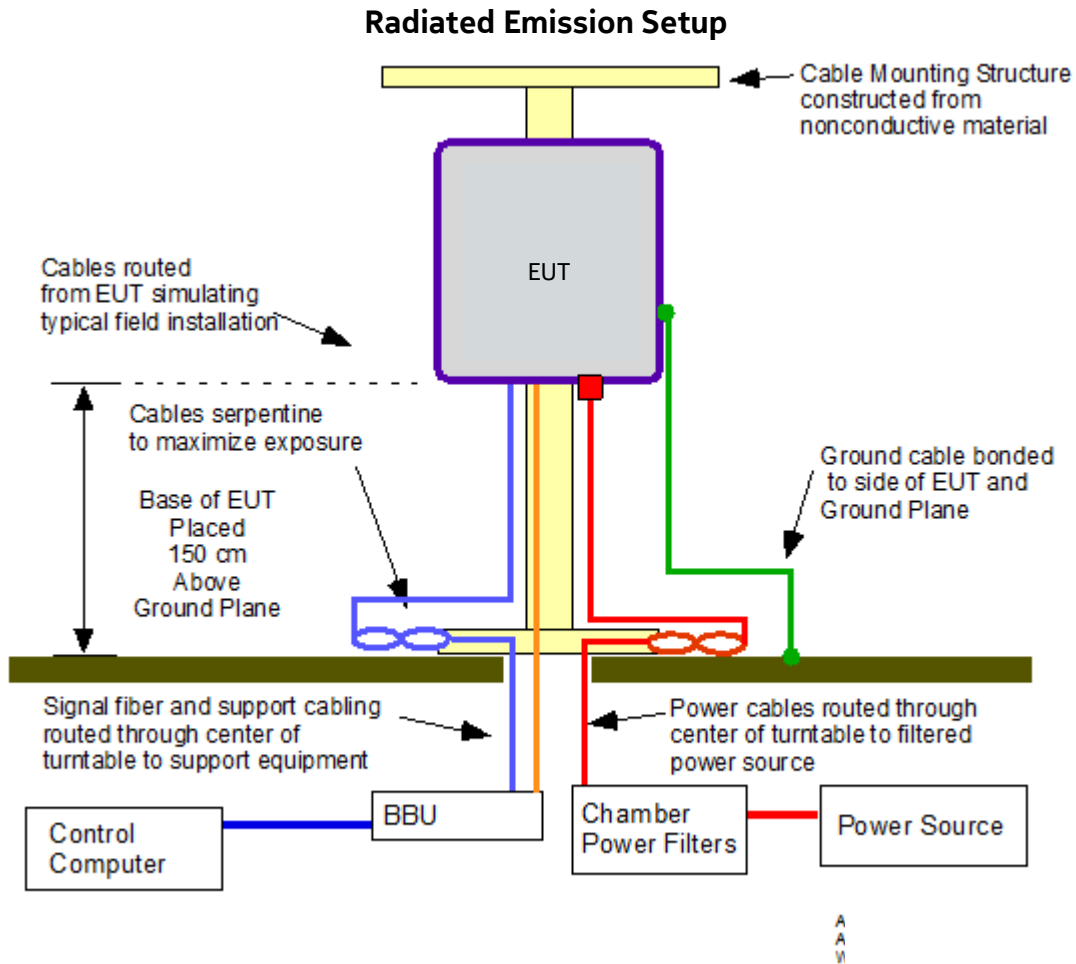 Radiated Emission Setup
Cable Mounting Structure
constructed from
nonconductive material
EUT
Cables routed
from EUT simulating
typical field installation
Cables serpentine
to maximize exposure
Base of EUT
Placed
150 cm
Above
Ground Plane
Ground cable bonded
to side of EUT and
Ground Plane
Signal fiber and support cabling
routed through center of
turntable to support equipment
Power cables routed through
center of turntable to filtered
power source
Control
Computer
BBU
Chamber
Power Filters
Power Source
A
A